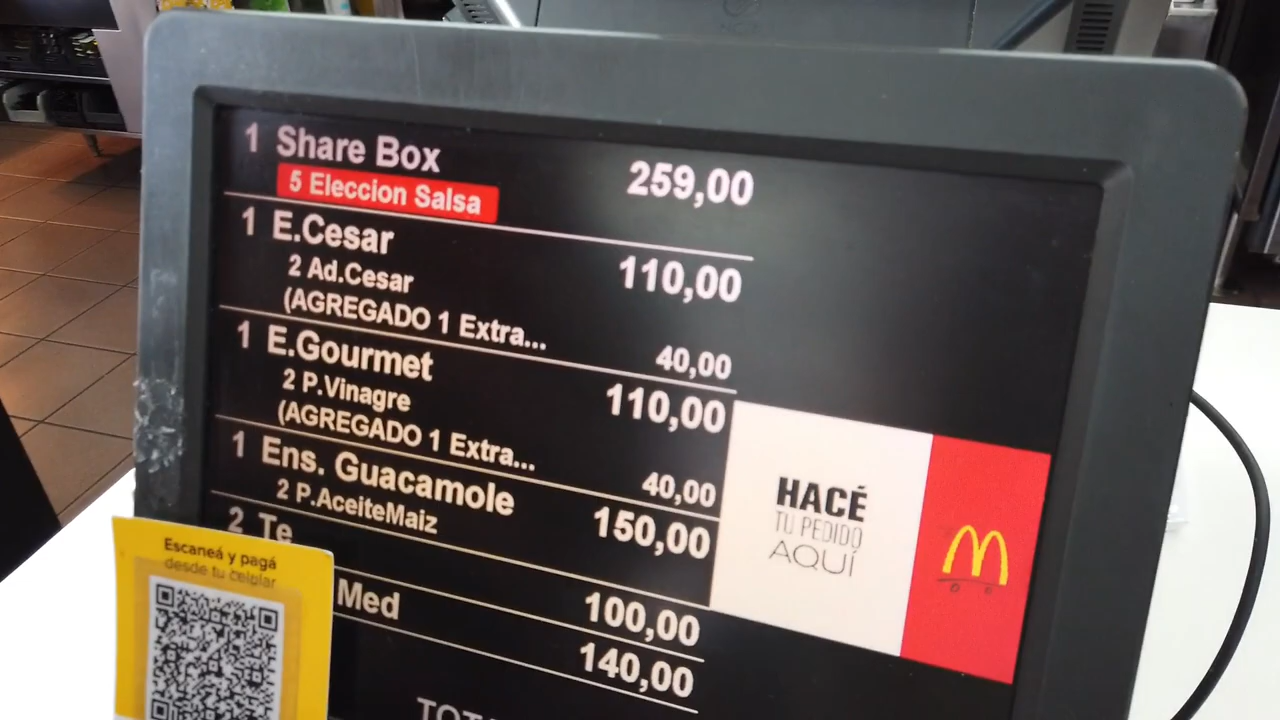 1 Share Box 259,00
5 Eleccion Salsa
1 E.Cesar 110,00
2 Ad.Cesar
(AGREGADO 1 Extra... 40,00
1 E.Gourmet 110,00
2 P.Vinagre
(AGREGADO 1 Extra... 40,00
1 Ens. Guacamole 150,00
2 P.AceiteMaiz
2 Te 100,00
Med 140,00
HACÉ
TU PEDIDO
AQUÍ
Escaneá y pagá
desde tu celular